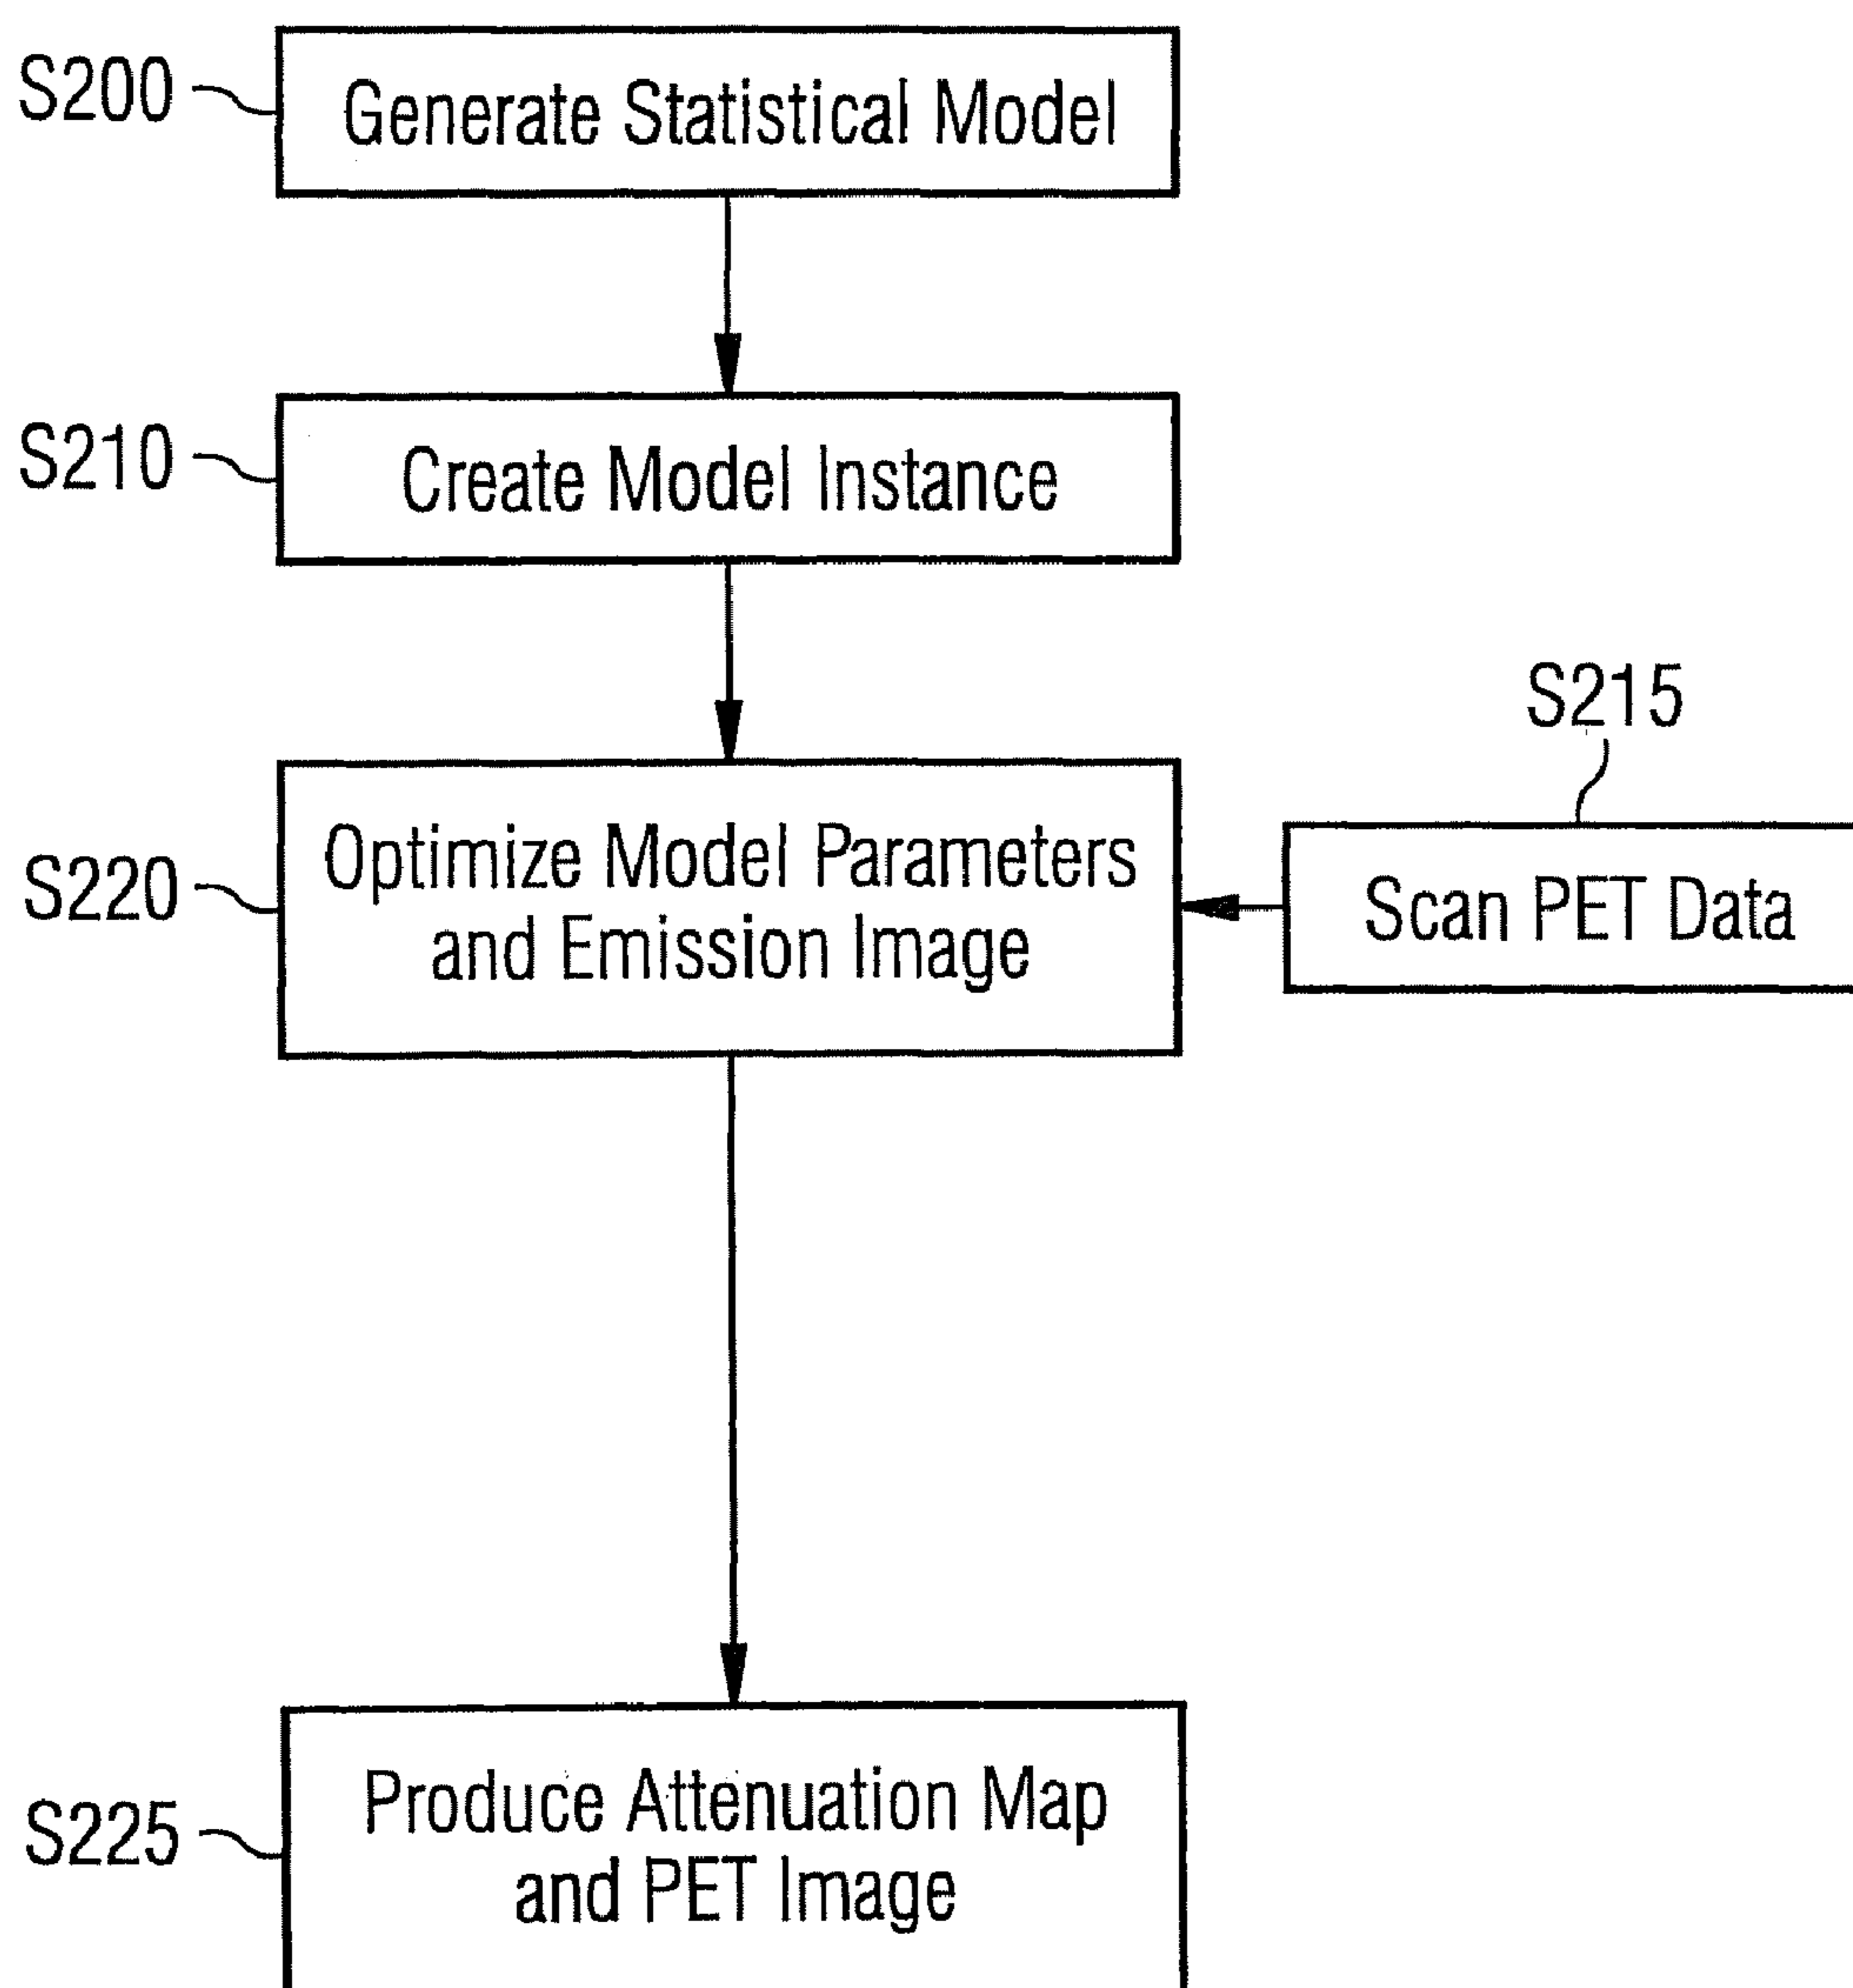 S200
Generate Statistical Model
S210
Create Model Instance
S215
S220
Optimize Model Parameters
and Emission Image
Scan PET Data
S225
Produce Attenuation Map
and PET Image